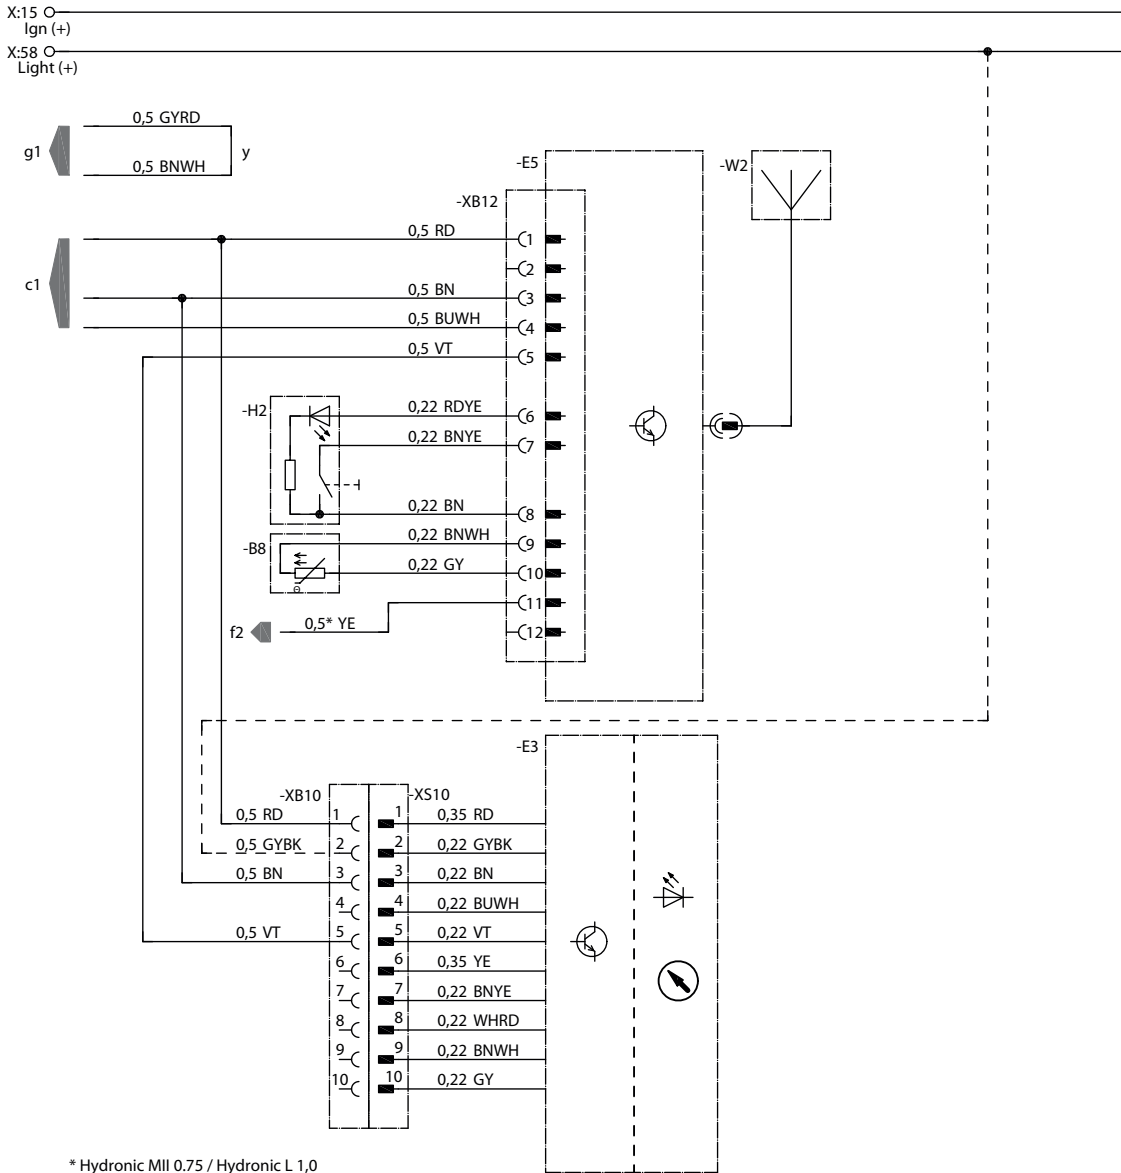 X:15
Ign (+)
X:58
Light (+)
0,5 GYRD
g1
y
0,5 BNWH
-E5
-W2
-XB12
0,5 RD
1
2
c1
0,5 BN
3
0,5 BUWH
4
0,5 VT
5
-H2
0,22 RDYE
6
0,22 BNYE
7
0,22 BN
8
0,22 BNWH
9
-B8
0,22 GY
10
Θ
11
f2
0,5* YE
12
-E3
-XB10
-XS10
0,5 RD
1
1
0,35 RD
0,5 GYBK
2
2
0,22 GYBK
0,5 BN
3
3
0,22 BN
4
4
0,22 BUWH
0,5 VT
5
5
0,22 VT
6
6
0,35 YE
7
7
0,22 BNYE
8
8
0,22 WHRD
9
9
0,22 BNWH
10
10
0,22 GY
* Hydronic MII 0.75 / Hydronic L 1,0